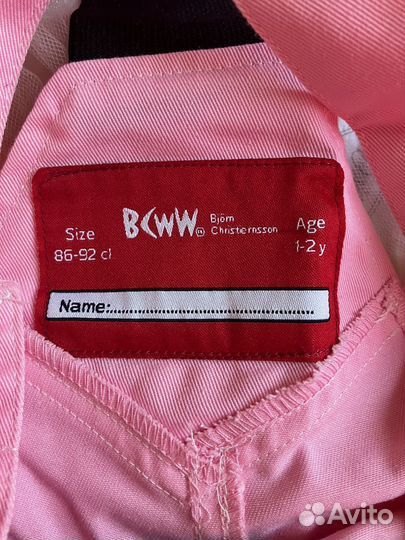 BCWW® Björn
Christiernsson
Size
86-92 cl
Age
1-2 y
Name:
Avito